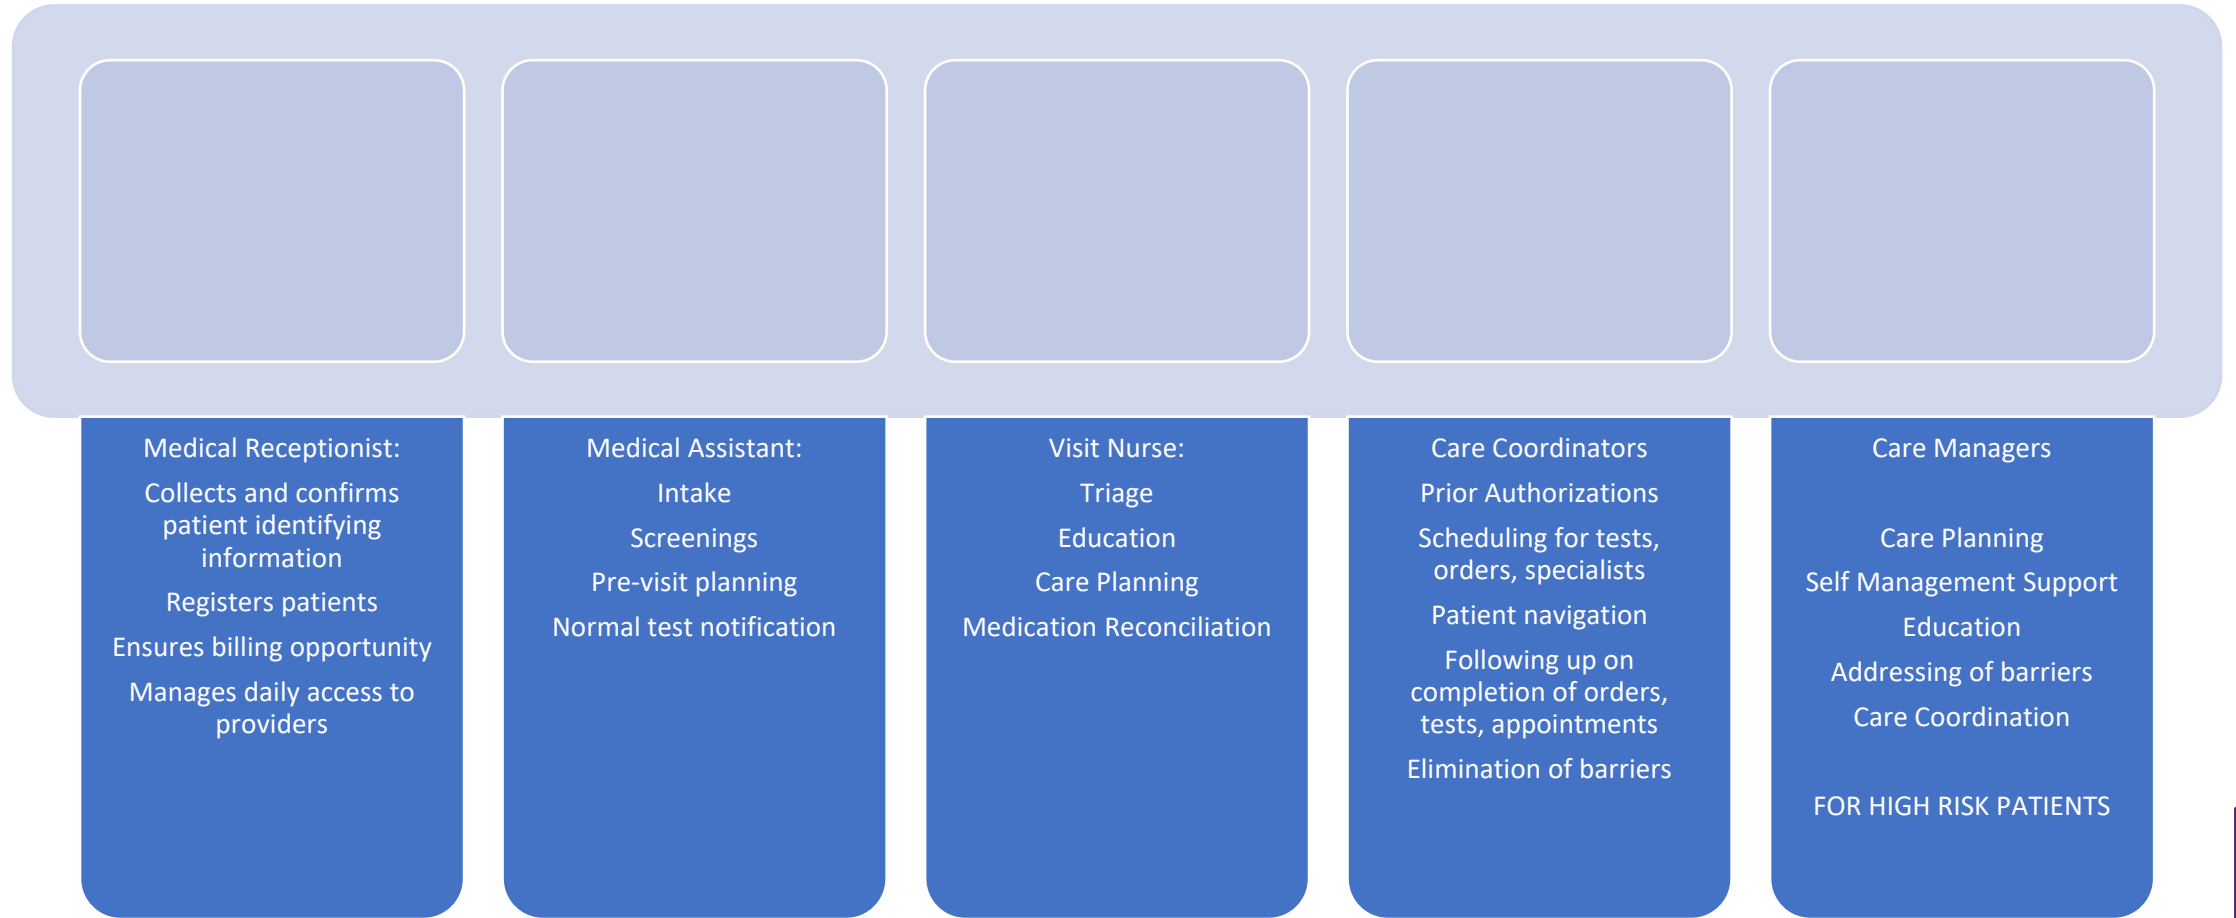 Medical Receptionist:
Collects and confirms
patient identifying
information
Registers patients
Ensures billing opportunity
Manages daily access to
providers
Medical Assistant:
Intake
Screenings
Pre-visit planning
Normal test notification
Visit Nurse:
Triage
Education
Care Planning
Medication Reconciliation
Care Coordinators
Prior Authorizations
Scheduling for tests,
orders, specialists
Patient navigation
Following up on
completion of orders,
tests, appointments
Elimination of barriers
Care Managers
Care Planning
Self Management Support
Education
Addressing of barriers
Care Coordination
FOR HIGH RISK PATIENTS